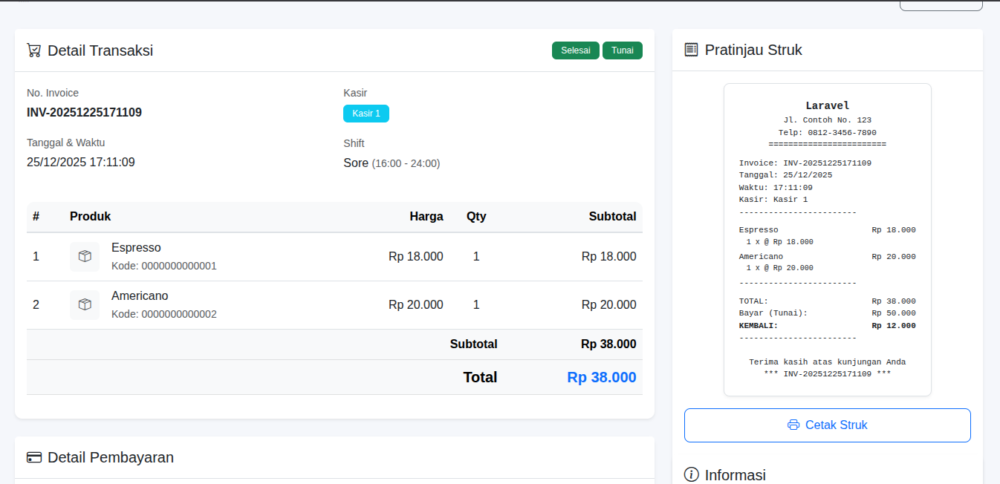 Detail Transaksi
Selesai Tunai
No. Invoice
INV-20251225171109
Kasir
Kasir 1
Tanggal & Waktu
25/12/2025 17:11:09
Shift
Sore (16:00 - 24:00)
# Produk Harga Qty Subtotal
1 Espresso Rp 18.000 1 Rp 18.000
Kode: 0000000000001
2 Americano Rp 20.000 1 Rp 20.000
Kode: 0000000000002
Subtotal Rp 38.000
Total Rp 38.000
Detail Pembayaran
Pratinjau Struk
Laravel
Jl. Contoh No. 123
Telp: 0812-3456-7890
========================
Invoice: INV-20251225171109
Tanggal: 25/12/2025
Waktu: 17:11:09
Kasir: Kasir 1
------------------------
Espresso Rp 18.000
1 x @ Rp 18.000
Americano Rp 20.000
1 x @ Rp 20.000
------------------------
TOTAL: Rp 38.000
Bayar (Tunai): Rp 50.000
KEMBALI: Rp 12.000
------------------------
Terima kasih atas kunjungan Anda
*** INV-20251225171109 ***
Cetak Struk
Informasi